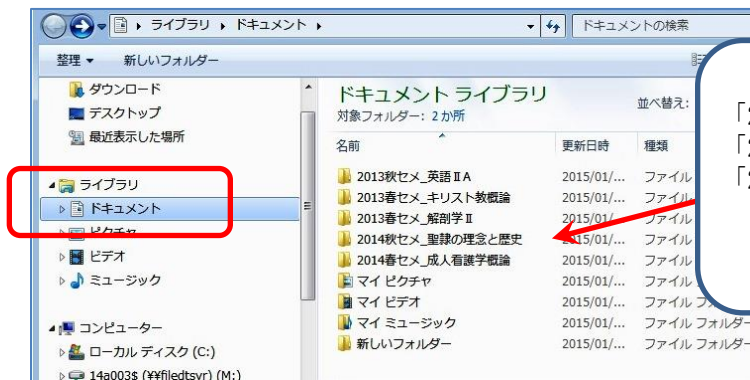 ライブラリ ▸ ドキュメント ▸
ドキュメントの検索
整理 ▼ 新しいフォルダー
ダウンロード
デスクトップ
最近表示した場所
ライブラリ
ドキュメント
ピクチャ
ビデオ
ミュージック
コンピューター
ローカル ディスク (C:)
14a003$ (¥¥filedtsvr) (M:)
ドキュメント ライブラリ
対象フォルダー: 2 か所
並べ替え:
名前 更新日時 種類
2013秋セメ_英語ⅡA 2015/01/... ファイル
2013春セメ_キリスト教概論 2015/01/... ファイル
2013春セメ_解剖学Ⅱ 2015/01/... ファイル
2014秋セメ_聖隷の理念と歴史 2015/01/... ファイル
2014春セメ_成人看護学概論 2015/01/... ファイル
マイ ピクチャ 2015/01/... ファイル
マイ ビデオ 2015/01/... ファイル
マイ ミュージック 2015/01/... ファイル フォルダー
新しいフォルダー 2015/01/... ファイル フォルダー